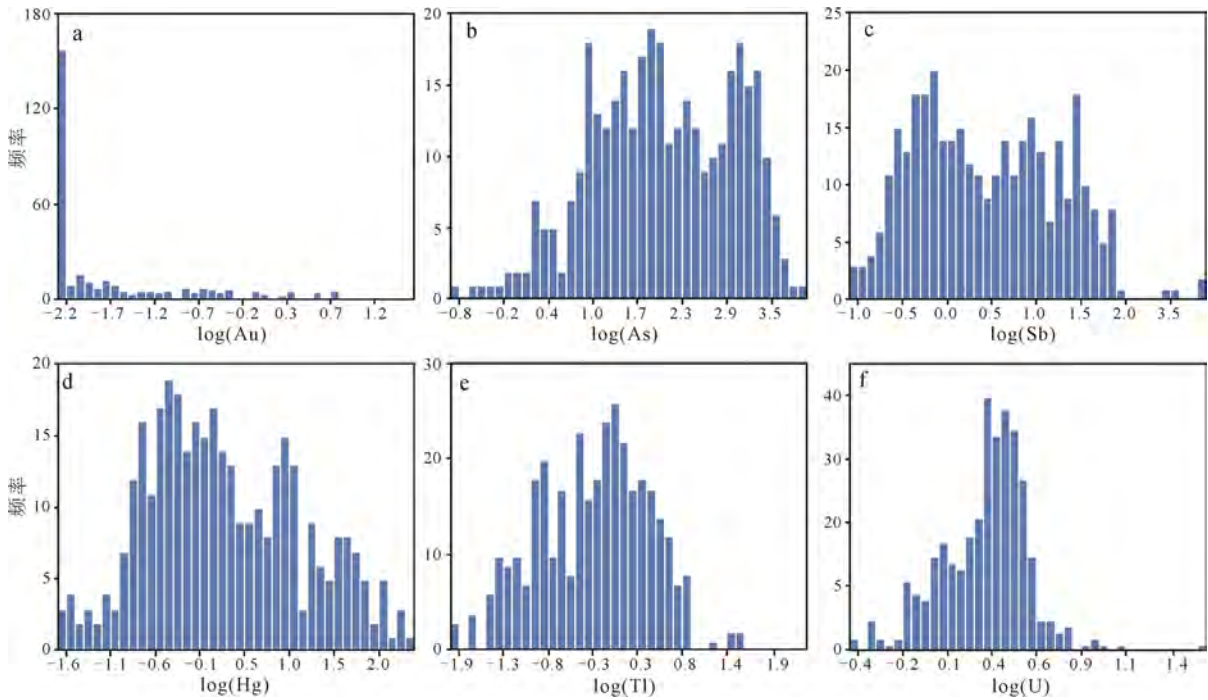 a
180
120
60
0
频率
−2.2 −1.7 −1.2 −0.7 −0.2 0.3 0.7 1.2
log(Au)
b
20
15
10
5
0
−0.8 −0.2 1.0 1.7 2.3 2.9 3.5
log(As)
c
25
20
15
10
5
0
−1.0 −0.5 0.0 0.5 1.0 1.5 2.0 3.5
log(Sb)
d
20
15
10
5
0
频率
−1.6 −1.1 −0.6 −0.1 0.5 1.0 1.5 2.0
log(Hg)
e
30
20
10
0
−1.9 −1.3 −0.8 −0.3 0.3 0.8 1.4 1.9
log(Tl)
f
40
30
20
5
0
−0.4 −0.2 0.1 0.4 0.6 0.9 1.1 1.4
log(U)